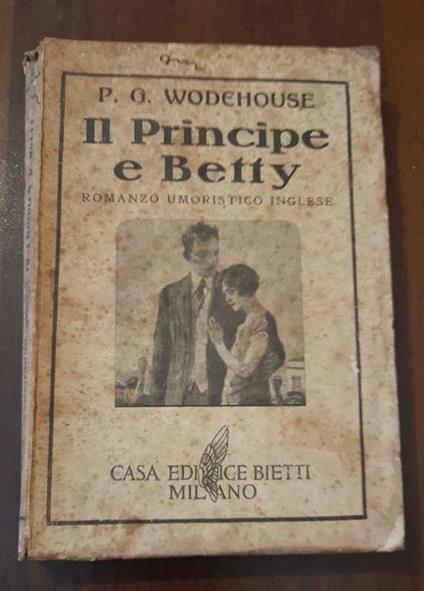 P. G. WODEHOUSE
Il Principe
e Betty
ROMANZO UMORISTICO INGLESE
CASA EDITRICE BIETTI
MILANO